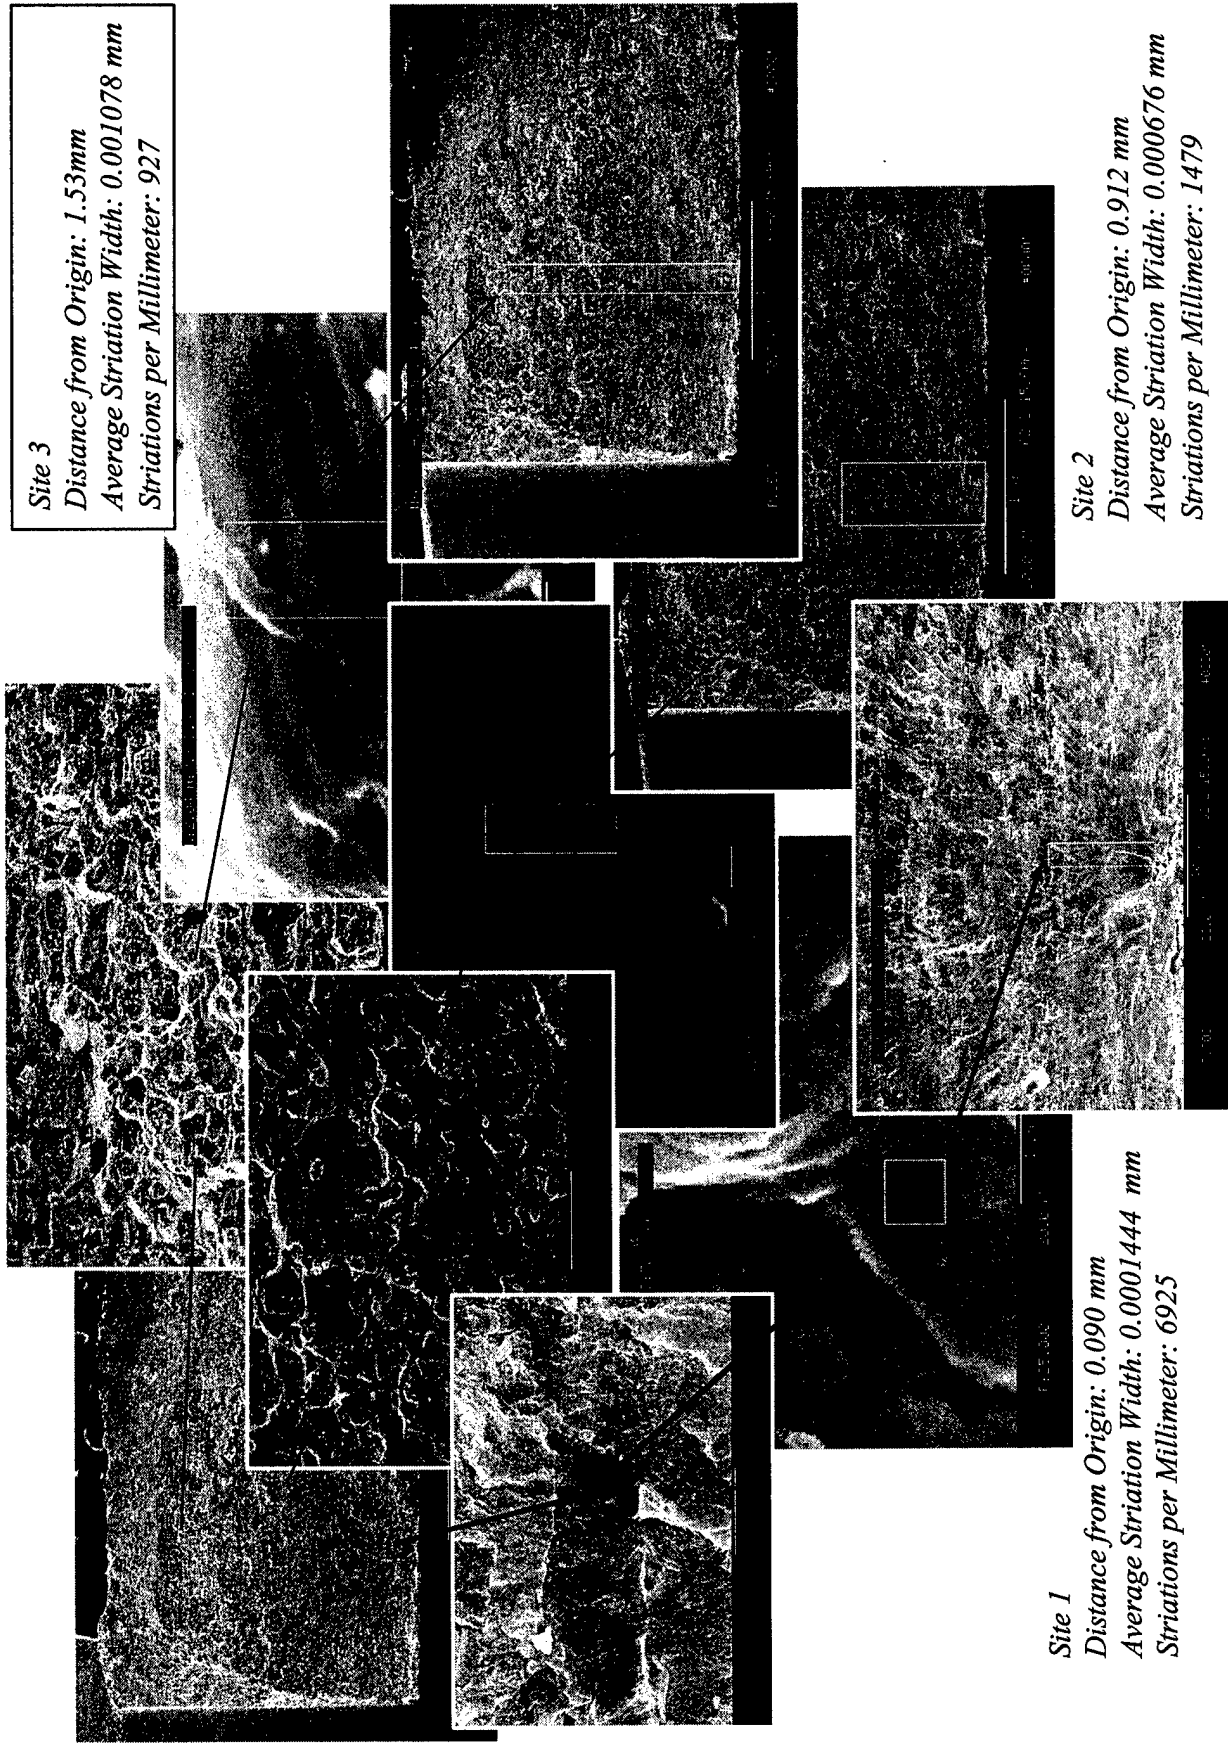 Site 3
Distance from Origin: 1.53mm
Average Striation Width: 0.001078 mm
Striations per Millimeter: 927
Site 2
Distance from Origin: 0.912 mm
Average Striation Width: 0.000676 mm
Striations per Millimeter: 1479
Site 1
Distance from Origin: 0.090 mm
Average Striation Width: 0.0001444 mm
Striations per Millimeter: 6925